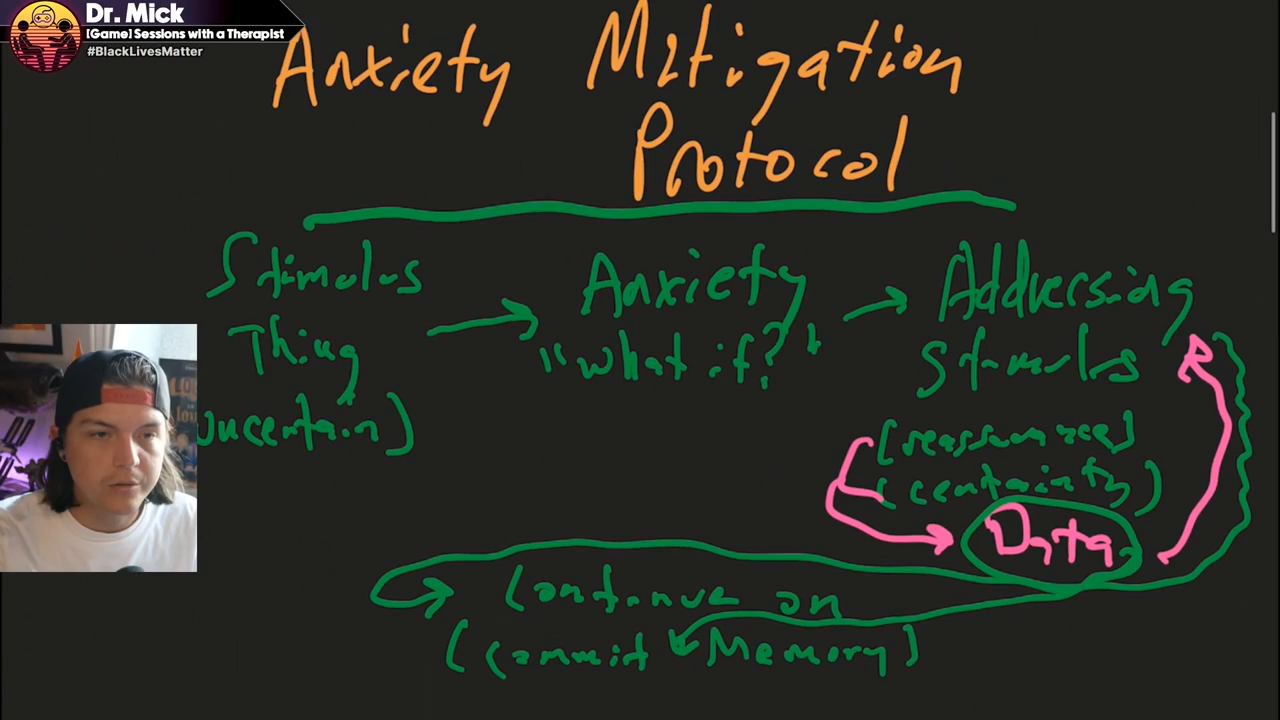 Dr. Mick
[Game] Sessions with a Therapist
#BlackLivesMatter
Anxiety Mitigation
Protocol
Stimulus → Anxiety → Addressing
Thing "What if?" Stimulus
uncertain)
(reassurance)
(certainty)
Data
Continue on
(Commit Memory)